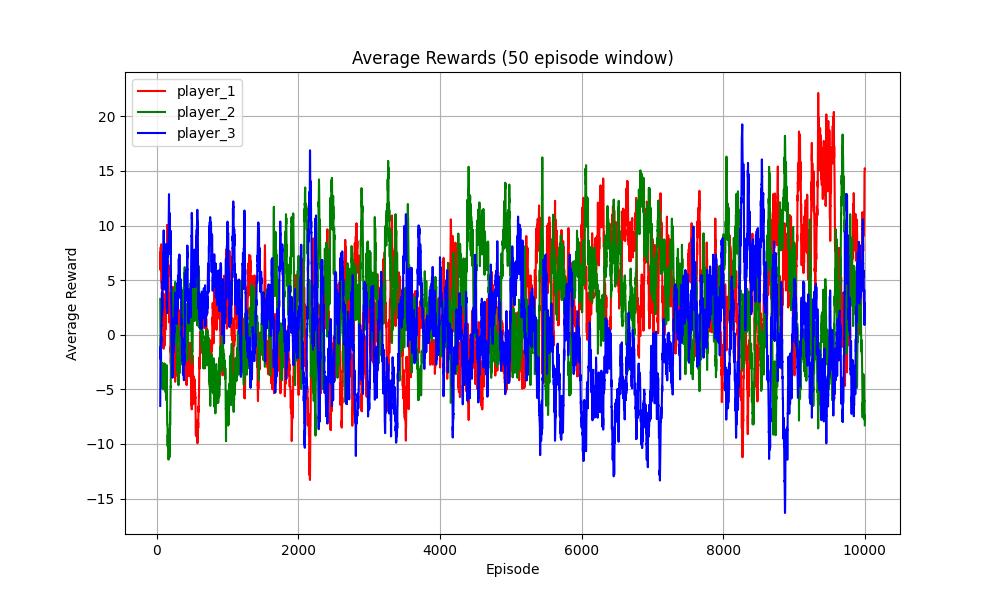 Average Rewards (50 episode window)
player_1
player_2
player_3
20
15
10
5
0
−5
−10
−15
Average Reward
0
2000
4000
6000
8000
10000
Episode